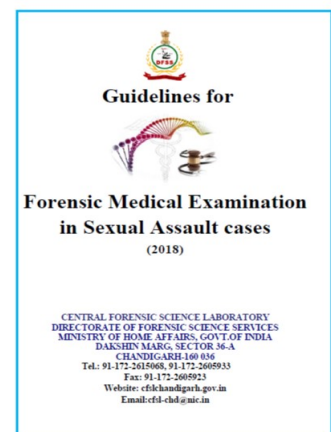 DFSS
Guidelines for
Forensic Medical Examination
in Sexual Assault cases
(2018)
CENTRAL FORENSIC SCIENCE LABORATORY
DIRECTORATE OF FORENSIC SCIENCE SERVICES
MINISTRY OF HOME AFFAIRS, GOVT.OF INDIA
DAKSHIN MARG, SECTOR 36-A
CHANDIGARH-160 036
Tel.: 91-172-2615068, 91-172-2605933
Fax: 91-172-2605923
Website: cfslchandigarh.gov.in
Email:cfsl-chd@nic.in